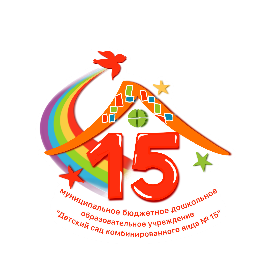 15
муниципальное бюджетное дошкольное
образовательное учреждение
"Детский сад комбинированного вида № 15"